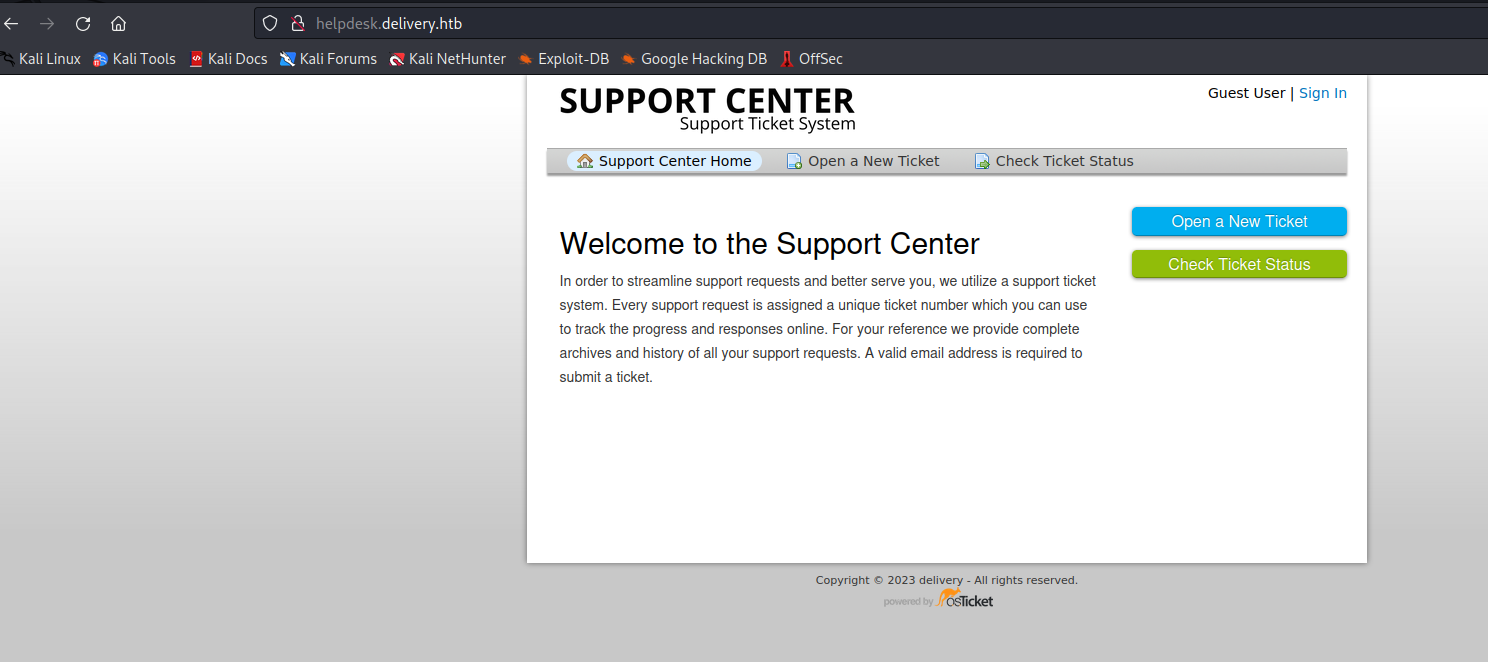 helpdesk.delivery.htb
Kali Linux Kali Tools Kali Docs Kali Forums Kali NetHunter Exploit-DB Google Hacking DB OffSec
SUPPORT CENTER
Support Ticket System
Guest User | Sign In
Support Center Home Open a New Ticket Check Ticket Status
Open a New Ticket
Check Ticket Status
Welcome to the Support Center
In order to streamline support requests and better serve you, we utilize a support ticket
system. Every support request is assigned a unique ticket number which you can use
to track the progress and responses online. For your reference we provide complete
archives and history of all your support requests. A valid email address is required to
submit a ticket.
Copyright © 2023 delivery - All rights reserved.
powered by osTicket